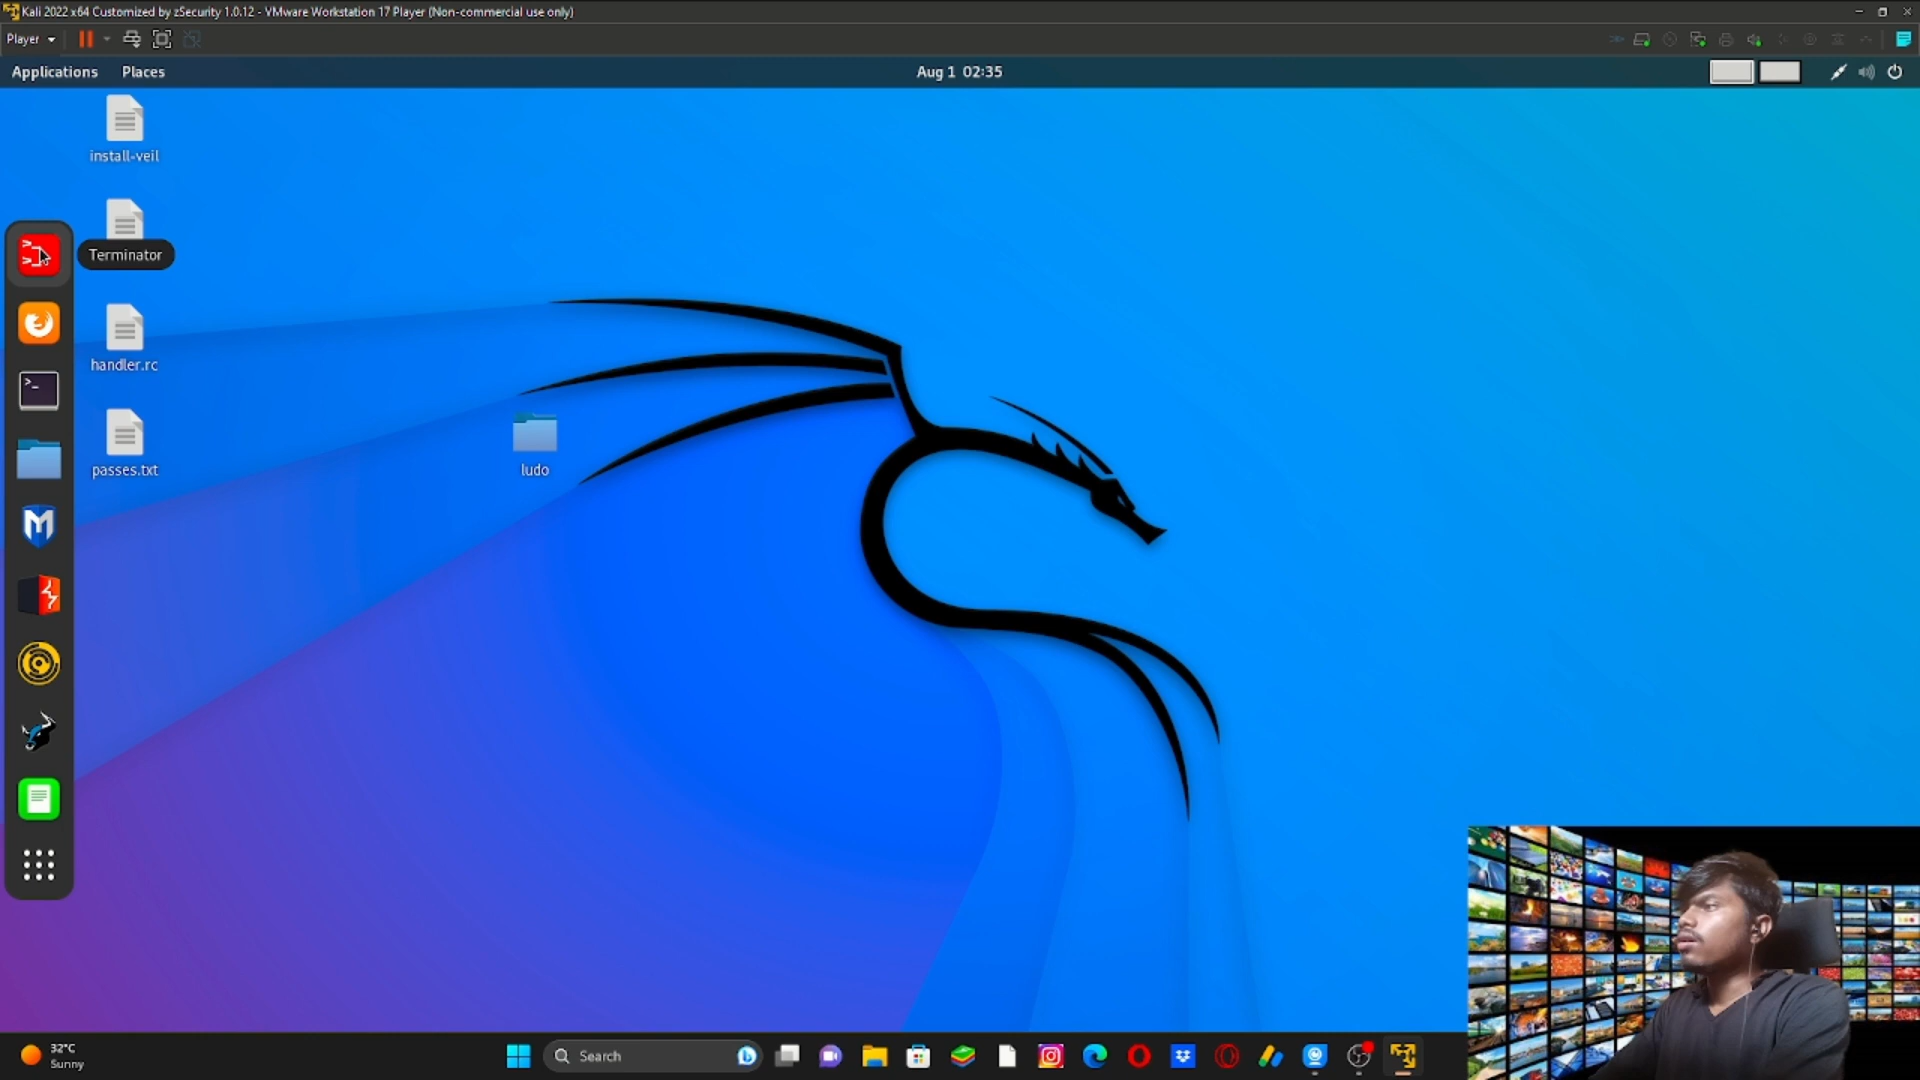 Kali 2022 x64 Customized by zSecurity 1.0.12 - VMware Workstation 17 Player (Non-commercial use only)
Player
Applications Places
Aug 1 02:35
install-veil
Terminator
handler.rc
passes.txt
ludo
32°C
Sunny
Search